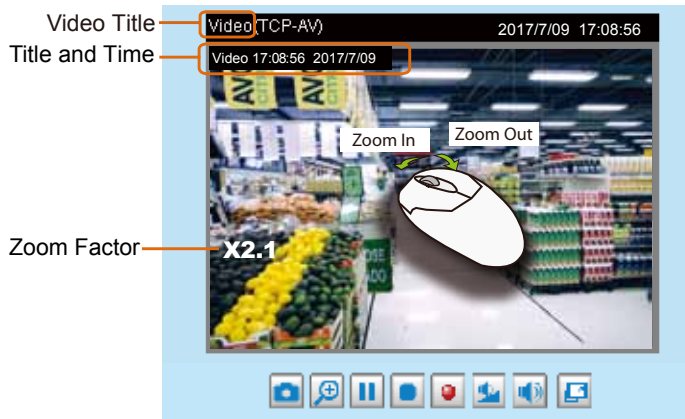 Video Title
Video(TCP-AV) 2017/7/09 17:08:56
Title and Time
Video 17:08:56 2017/7/09
Zoom In
Zoom Out
Zoom Factor
X2.1